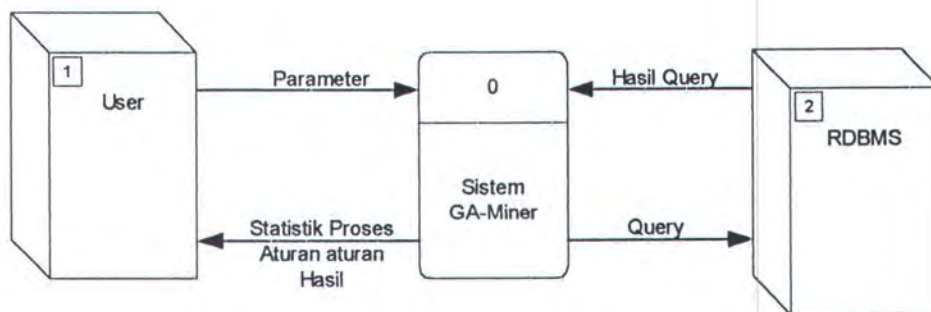 1
User
Parameter
0
Hasil Query
2
RDBMS
Sistem
GA-Miner
Statistik Proses
Aturan aturan
Hasil
Query